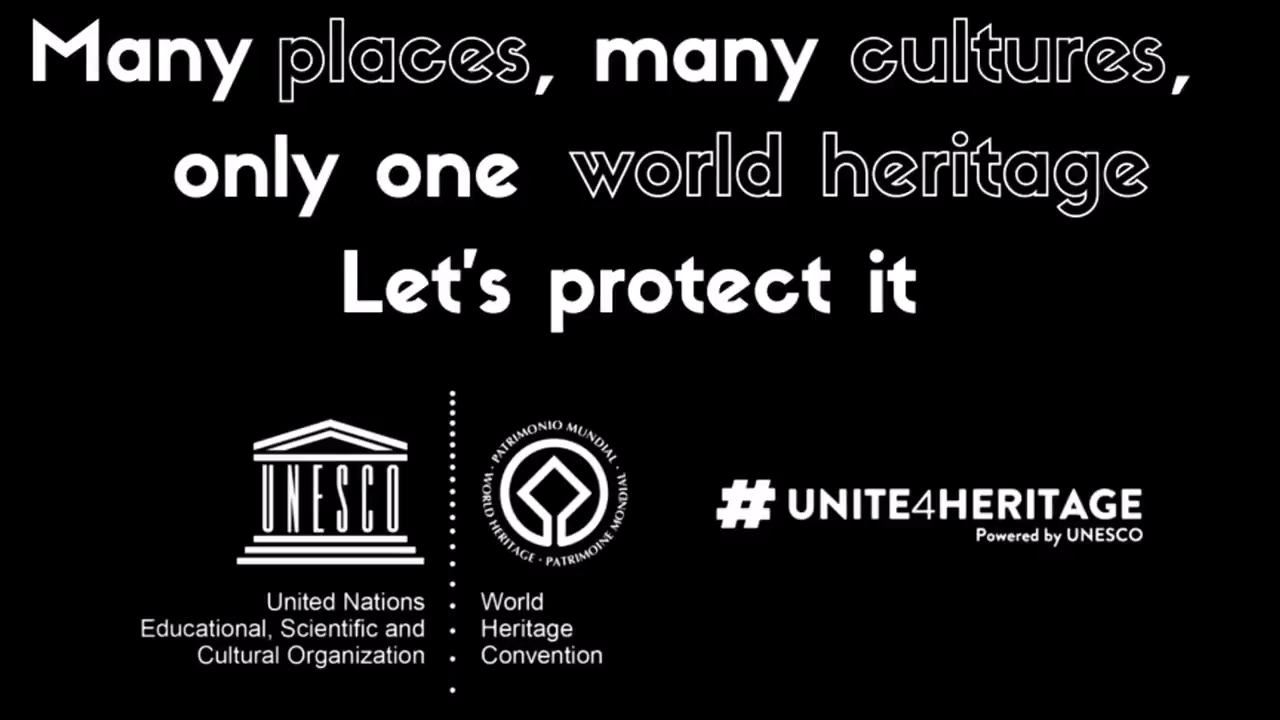 Many places, many cultures,
only one world heritage
Let's protect it
UNESCO
PATRIMONIO MUNDIAL · WORLD HERITAGE · PATRIMOINE MONDIAL ·
# UNITE4HERITAGE
Powered by UNESCO
United Nations
Educational, Scientific and
Cultural Organization
World
Heritage
Convention